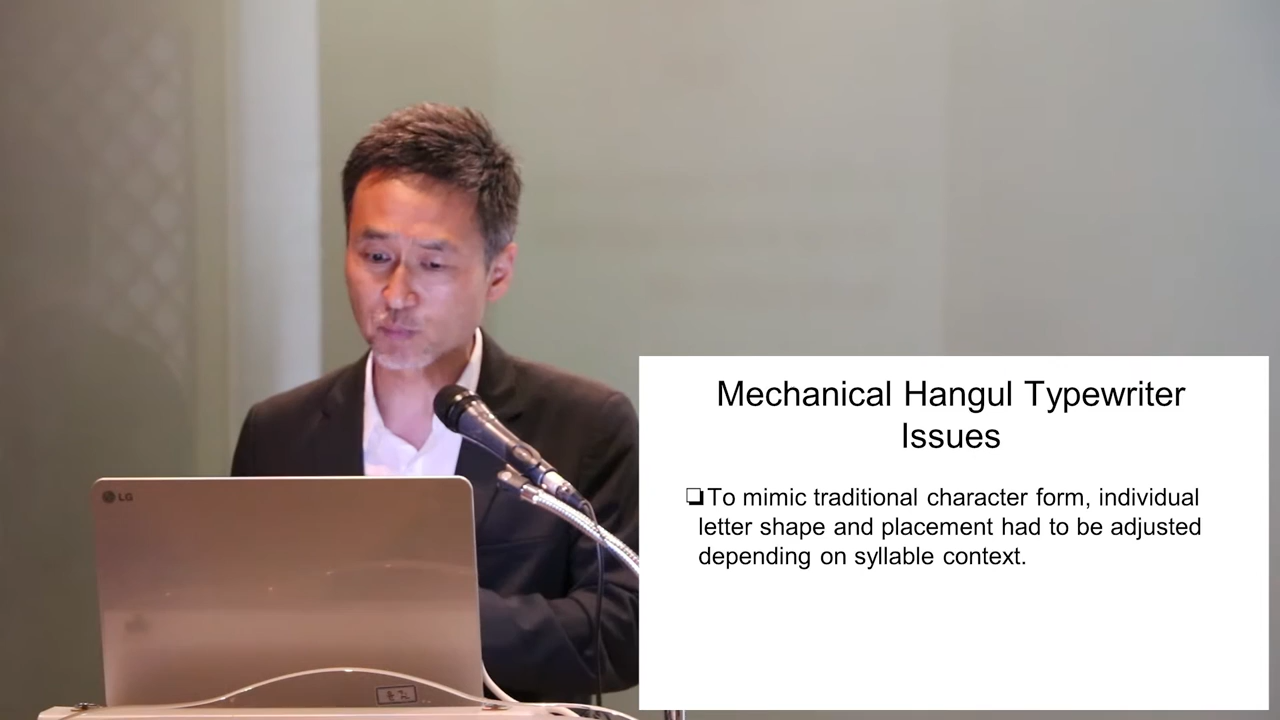 LG
Mechanical Hangul Typewriter
Issues
❑To mimic traditional character form, individual
letter shape and placement had to be adjusted
depending on syllable context.